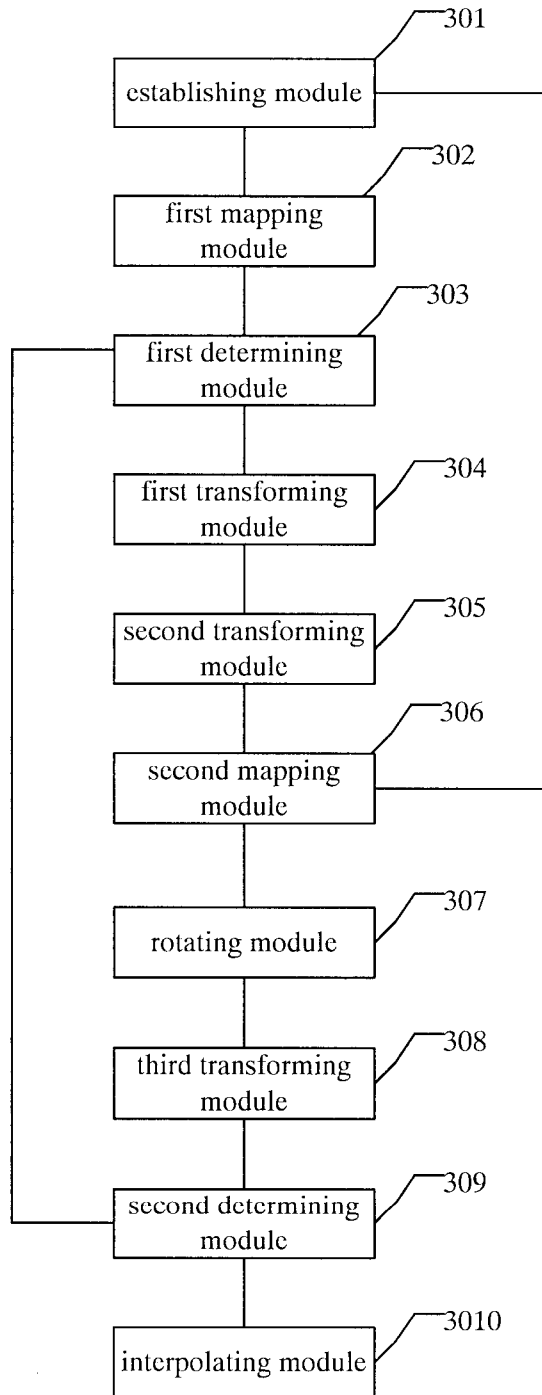 301
establishing module
302
first mapping
module
303
first determining
module
304
first transforming
module
305
second transforming
module
306
second mapping
module
307
rotating module
308
third transforming
module
309
second determining
module
3010
interpolating module